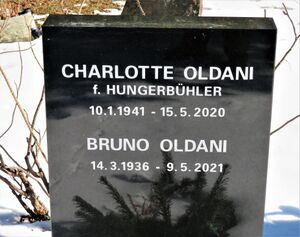 CHARLOTTE OLDANI
f. HUNGERBÜHLER
10.1.1941 - 15.5.2020
BRUNO OLDANI
14.3.1936 - 9.5.2021